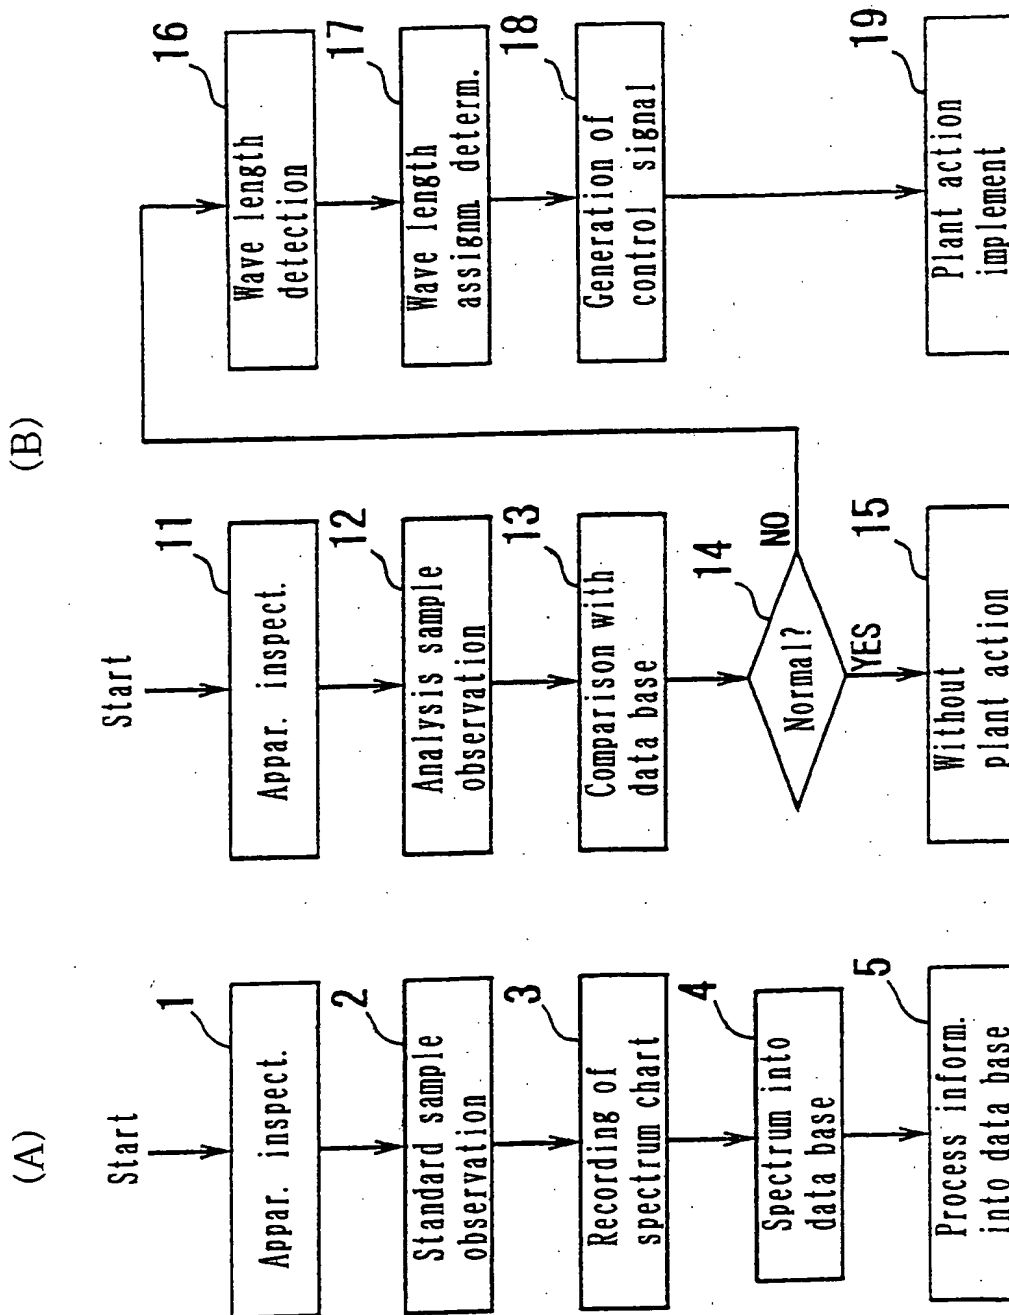 (A)
Start
1
Appar. inspect.
2
Standard sample
observation
3
Recording of
spectrum chart
4
Spectrum into
data base
5
Process inform.
into data base
(B)
Start
11
Appar. inspect.
12
Analysis sample
observation
13
Comparison with
data base
14
Normal?
NO
YES
15
Without
plant action
16
Wave length
detection
17
Wave length
assignm. determ.
18
Generation of
control signal
19
Plant action
implement